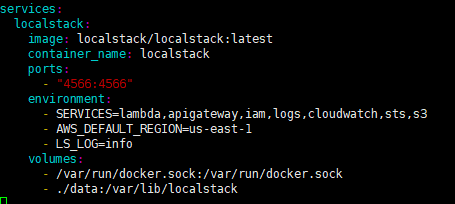 services:
  localstack:
    image: localstack/localstack:latest
    container_name: localstack
    ports:
      - "4566:4566"
    environment:
      - SERVICES=lambda,apigateway,iam,logs,cloudwatch,sts,s3
      - AWS_DEFAULT_REGION=us-east-1
      - LS_LOG=info
    volumes:
      - /var/run/docker.sock:/var/run/docker.sock
      - ./data:/var/lib/localstack